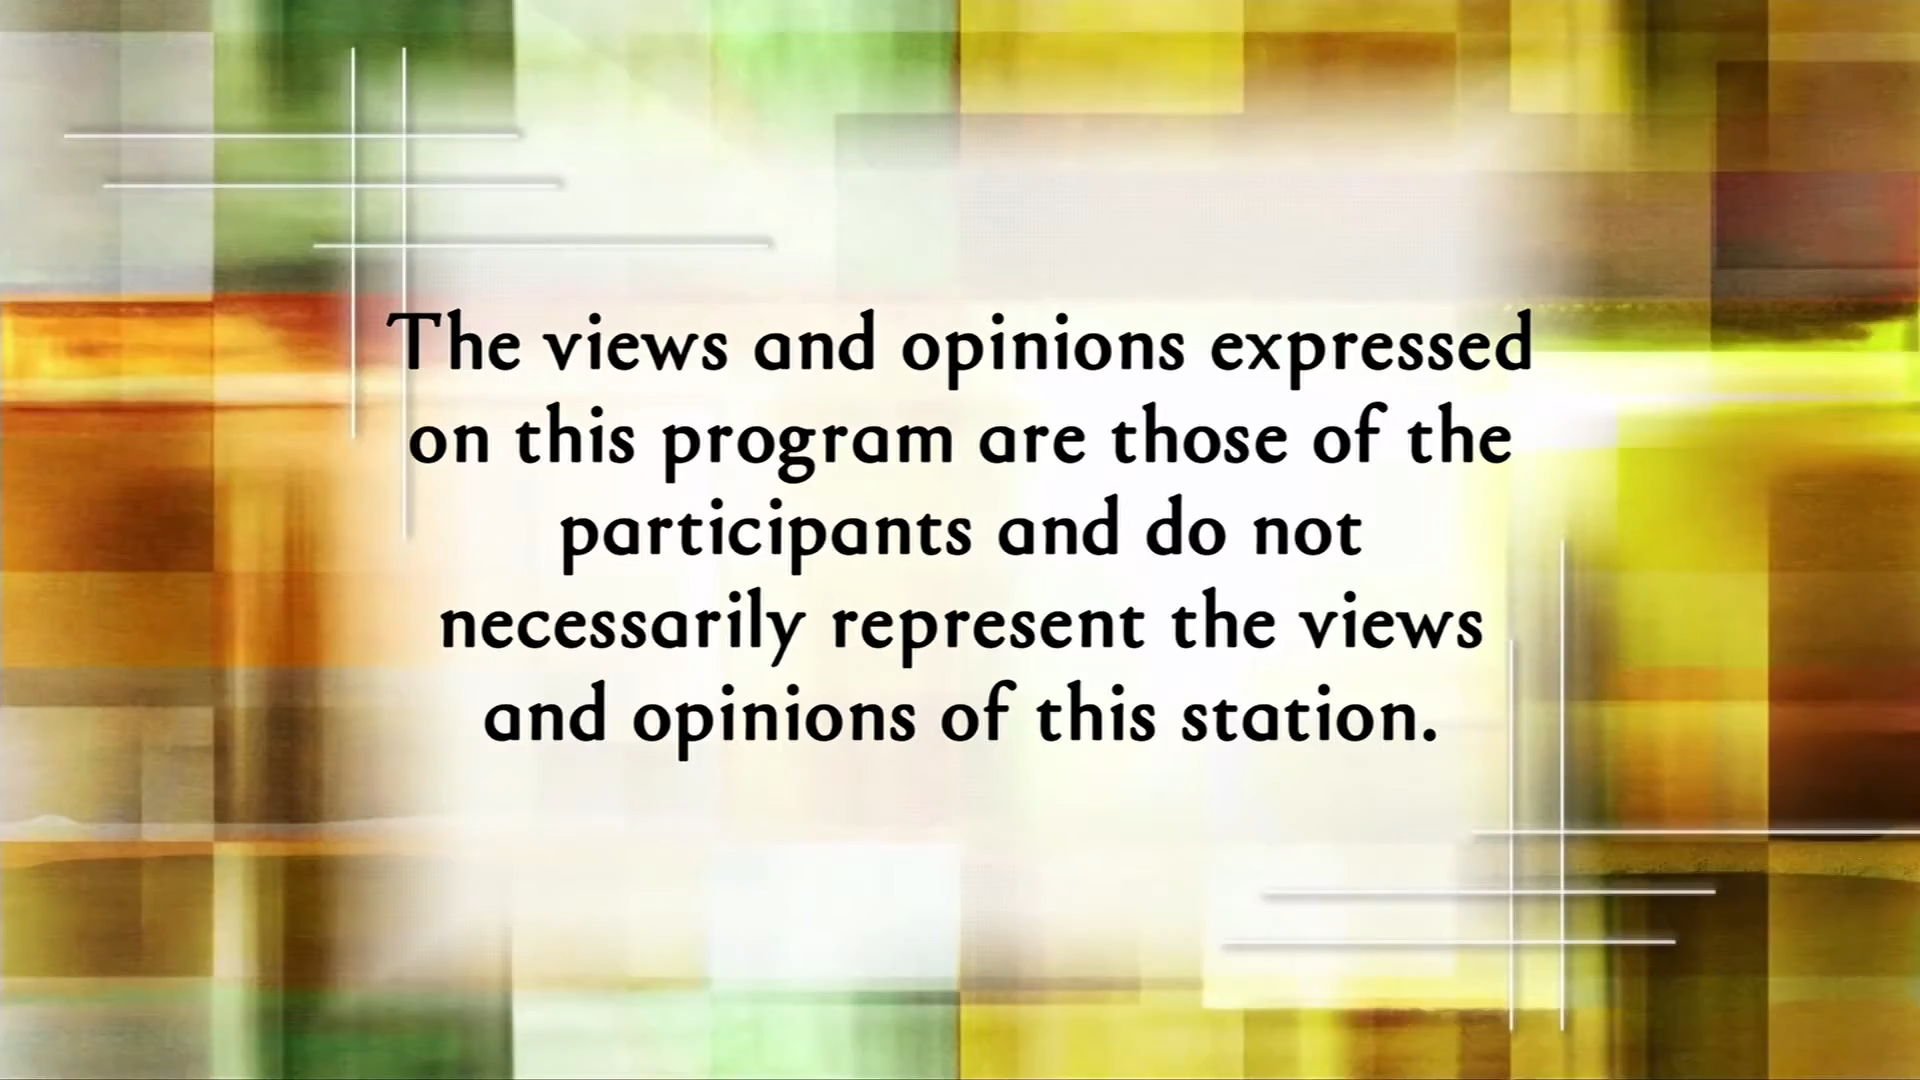 The views and opinions expressed
on this program are those of the
participants and do not
necessarily represent the views
and opinions of this station.